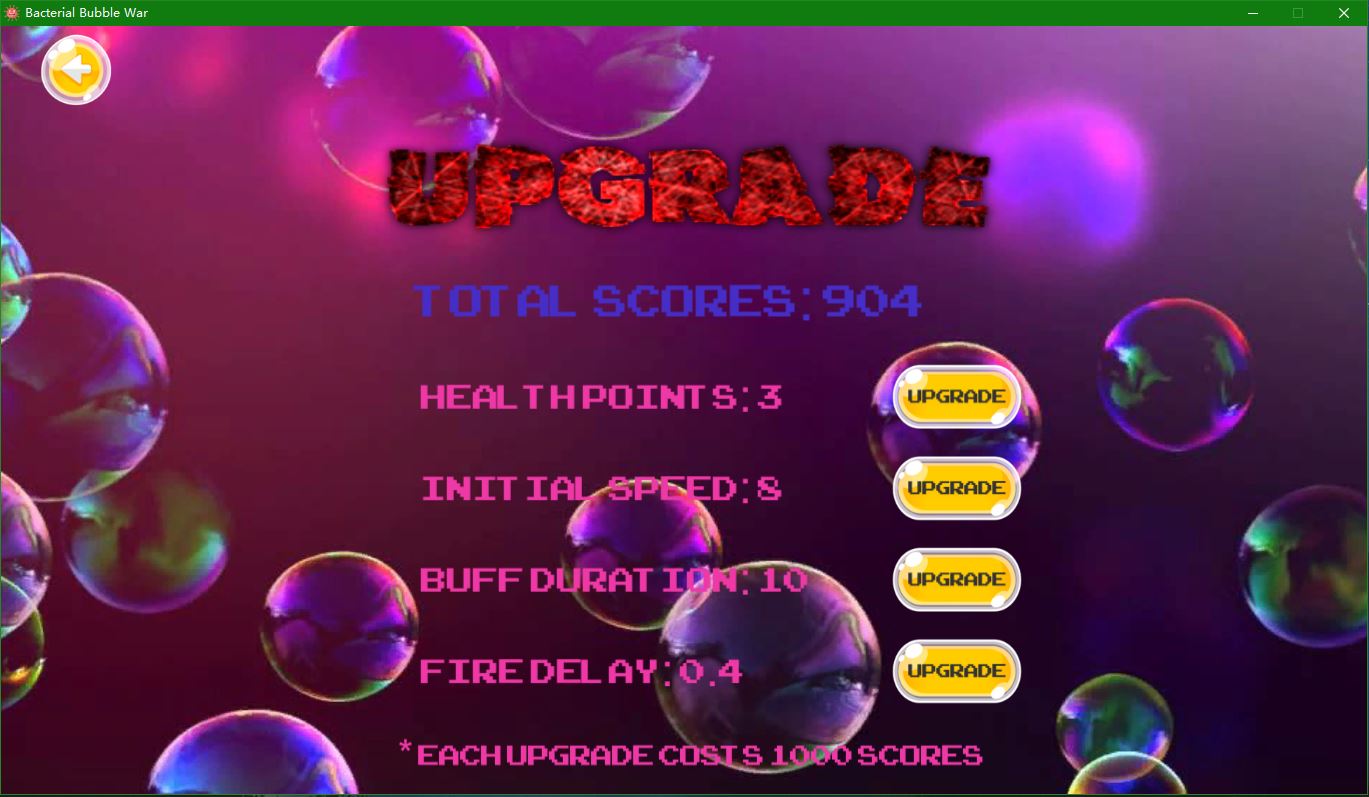 Bacterial Bubble War
UPGRADE
TOTAL SCORES:904
HEALTH POINTS:3
UPGRADE
INITIAL SPEED:8
UPGRADE
BUFF DURATION:10
UPGRADE
FIRE DELAY:0.4
UPGRADE
*EACH UPGRADE COSTS 1000 SCORES